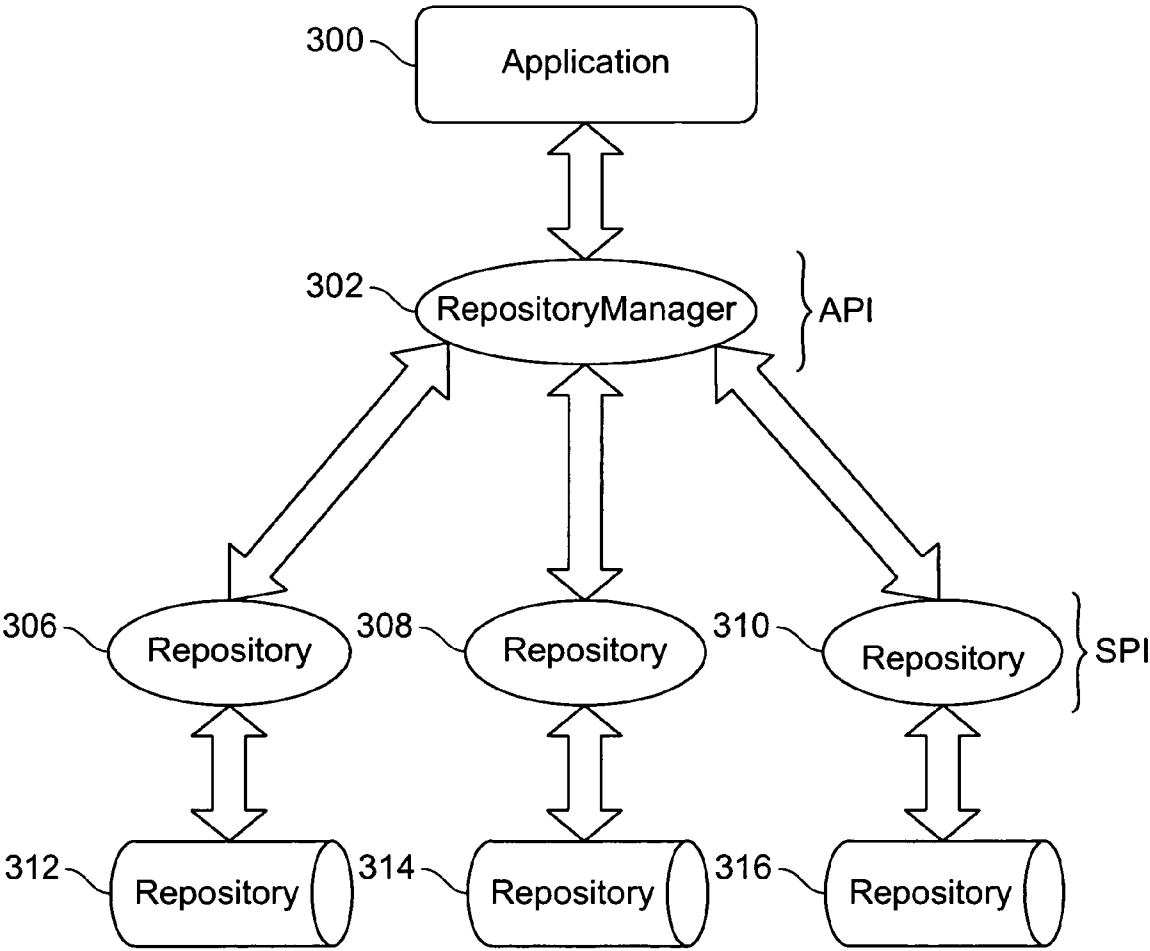 300
Application
302
RepositoryManager
API
306
Repository
308
Repository
310
Repository
SPI
312
Repository
314
Repository
316
Repository